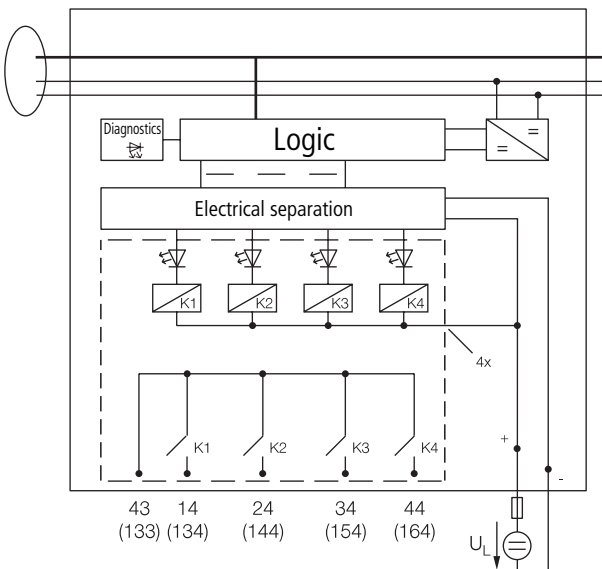 Diagnostics
Logic
=
=
Electrical separation
K1 K2 K3 K4
4x
K1 K2 K3 K4
+
-
43 14 24 34 44
(133) (134) (144) (154) (164)
UL
=